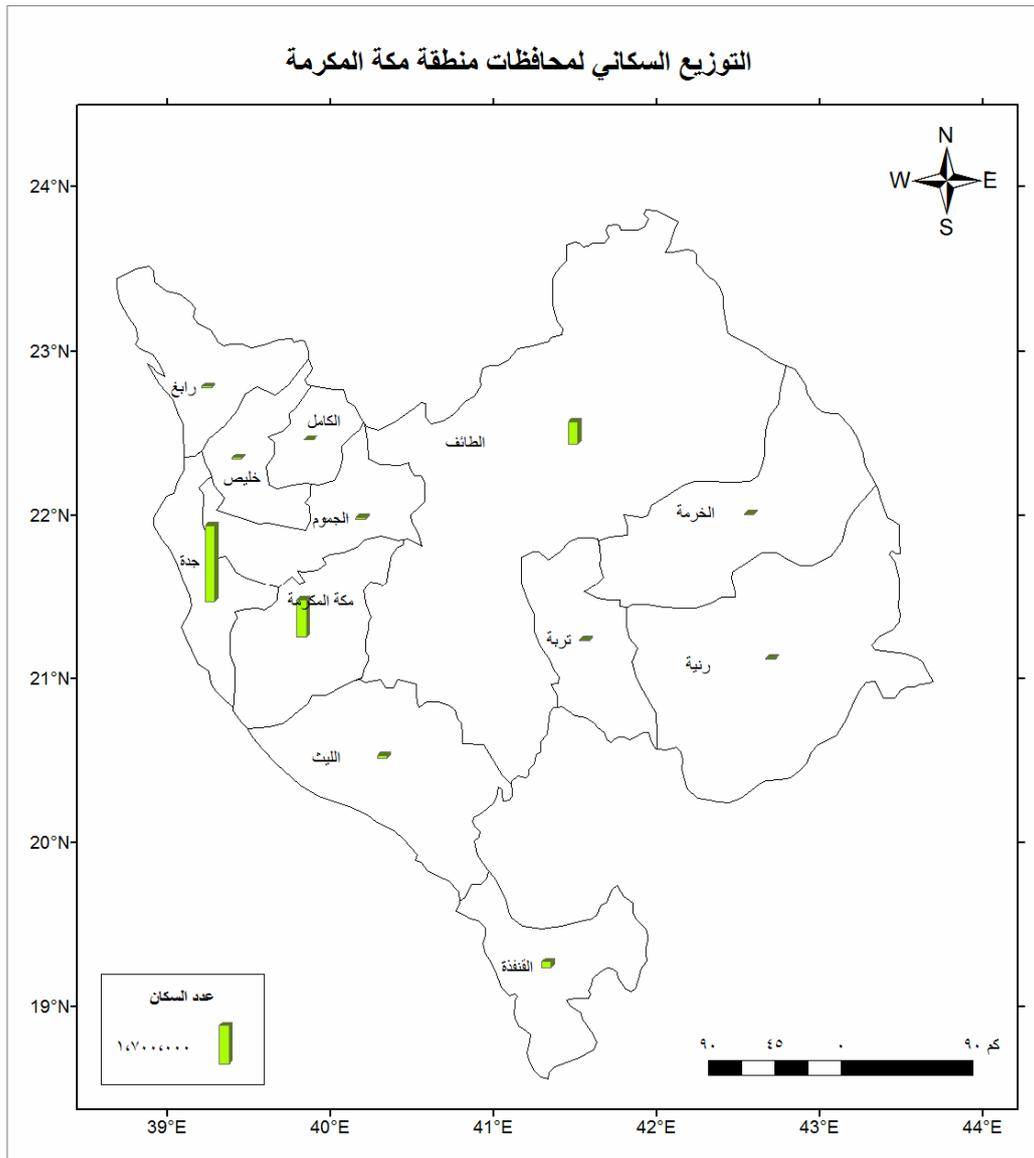 التوزيع السكاني لمحافظات منطقة مكة المكرمة
N
W E
S
24°N
23°N
22°N
21°N
20°N
19°N
رابغ
الكامل
الطائف
خليص
الجموم
الخرمة
جدة
مكة المكرمة
تربة
رنية
الليث
القنفذة
عدد السكان
١،٧٠٠،٠٠٠
٩٠ ٤٥ ٠ ٩٠ كم
39°E 40°E 41°E 42°E 43°E 44°E